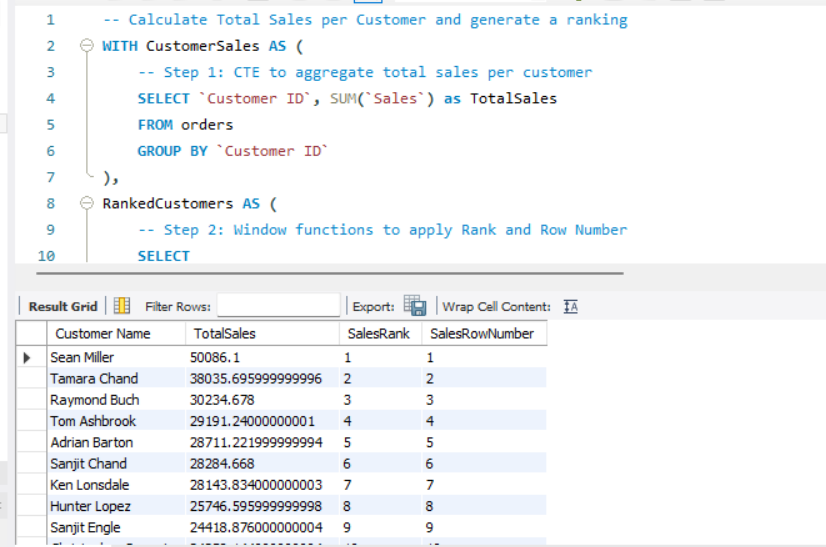 1 -- Calculate Total Sales per Customer and generate a ranking
2 WITH CustomerSales AS (
3 -- Step 1: CTE to aggregate total sales per customer
4 SELECT `Customer ID`, SUM(`Sales`) as TotalSales
5 FROM orders
6 GROUP BY `Customer ID`
7 ),
8 RankedCustomers AS (
9 -- Step 2: Window functions to apply Rank and Row Number
10 SELECT
Result Grid Filter Rows: Export: Wrap Cell Content: IA
Customer Name TotalSales SalesRank SalesRowNumber
Sean Miller 50086.1 1 1
Tamara Chand 38035.695999999996 2 2
Raymond Buch 30234.678 3 3
Tom Ashbrook 29191.24000000001 4 4
Adrian Barton 28711.221999999994 5 5
Sanjit Chand 28284.668 6 6
Ken Lonsdale 28143.834000000003 7 7
Hunter Lopez 25746.595999999998 8 8
Sanjit Engle 24418.876000000004 9 9